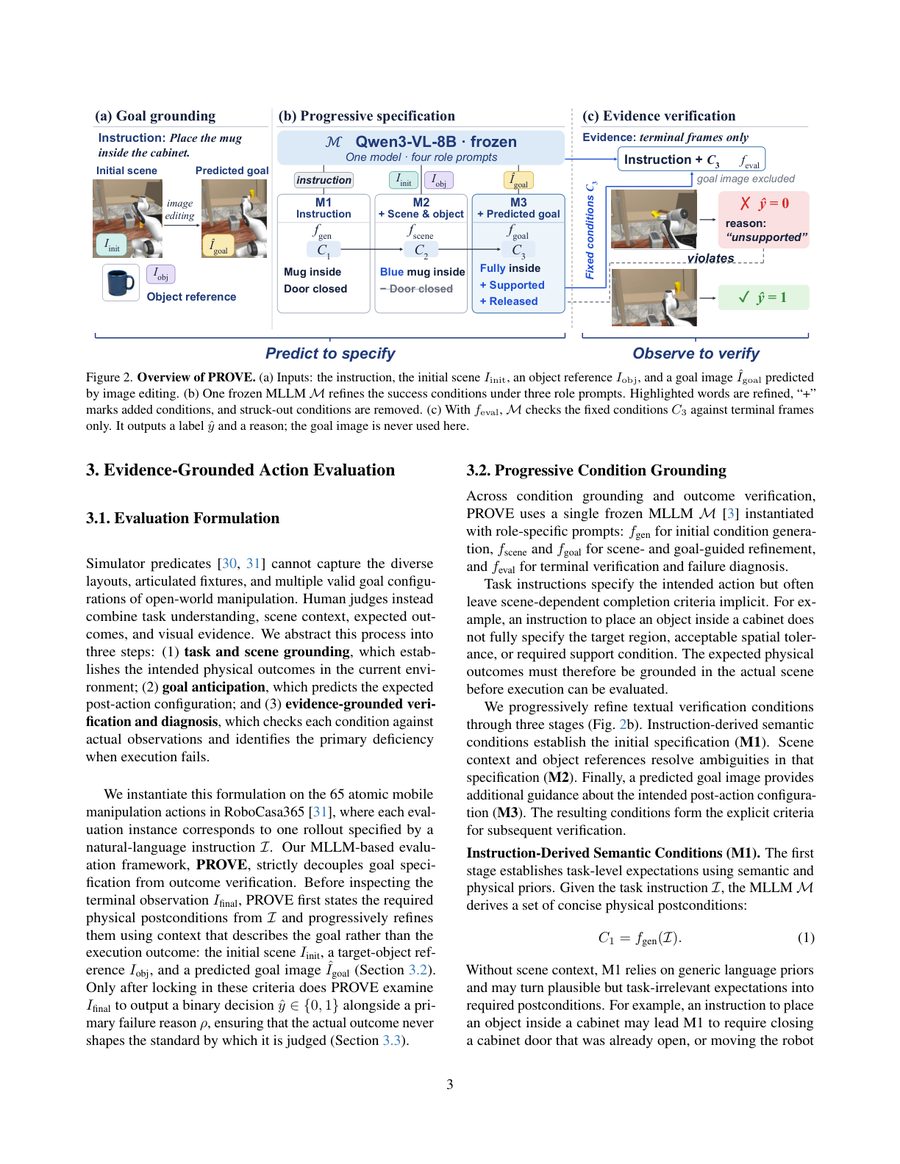 (a) Goal grounding
Instruction: Place the mug
inside the cabinet.
Initial scene
Predicted goal
image
editing
I_init
Î_goal
I_obj
Object reference
(b) Progressive specification
ℳ Qwen3-VL-8B · frozen
One model · four role prompts
instruction
I_init
I_obj
Î_goal
M1
Instruction
f_gen
C_1
Mug inside
Door closed
M2
+ Scene & object
f_scene
C_2
Blue mug inside
− Door closed
M3
+ Predicted goal
f_goal
C_3
Fully inside
+ Supported
+ Released
Predict to specify
(c) Evidence verification
Evidence: terminal frames only
Instruction + C_3 f_eval
goal image excluded
Fixed conditions C_3
✗ ŷ = 0
reason:
"unsupported"
violates
✓ ŷ = 1
Observe to verify
Figure 2. Overview of PROVE. (a) Inputs: the instruction, the initial scene I_init, an object reference I_obj, and a goal image Î_goal predicted
by image editing. (b) One frozen MLLM ℳ refines the success conditions under three role prompts. Highlighted words are refined, “+”
marks added conditions, and struck-out conditions are removed. (c) With f_eval, ℳ checks the fixed conditions C_3 against terminal frames
only. It outputs a label ŷ and a reason; the goal image is never used here.
3. Evidence-Grounded Action Evaluation
3.1. Evaluation Formulation
Simulator predicates [30, 31] cannot capture the diverse
layouts, articulated fixtures, and multiple valid goal configu-
rations of open-world manipulation. Human judges instead
combine task understanding, scene context, expected out-
comes, and visual evidence. We abstract this process into
three steps: (1) task and scene grounding, which estab-
lishes the intended physical outcomes in the current envi-
ronment; (2) goal anticipation, which predicts the expected
post-action configuration; and (3) evidence-grounded veri-
fication and diagnosis, which checks each condition against
actual observations and identifies the primary deficiency
when execution fails.
We instantiate this formulation on the 65 atomic mobile
manipulation actions in RoboCasa365 [31], where each eval-
uation instance corresponds to one rollout specified by a
natural-language instruction ℐ. Our MLLM-based evalu-
ation framework, PROVE, strictly decouples goal speci-
fication from outcome verification. Before inspecting the
terminal observation I_final, PROVE first states the required
physical postconditions from ℐ and progressively refines
them using context that describes the goal rather than the
execution outcome: the initial scene I_init, a target-object ref-
erence I_obj, and a predicted goal image Î_goal (Section 3.2).
Only after locking in these criteria does PROVE examine
I_final to output a binary decision ŷ ∈ {0, 1} alongside a pri-
mary failure reason ρ, ensuring that the actual outcome never
shapes the standard by which it is judged (Section 3.3).
3.2. Progressive Condition Grounding
Across condition grounding and outcome verification,
PROVE uses a single frozen MLLM ℳ [3] instantiated
with role-specific prompts: f_gen for initial condition genera-
tion, f_scene and f_goal for scene- and goal-guided refinement,
and f_eval for terminal verification and failure diagnosis.
Task instructions specify the intended action but often
leave scene-dependent completion criteria implicit. For ex-
ample, an instruction to place an object inside a cabinet does
not fully specify the target region, acceptable spatial toler-
ance, or required support condition. The expected physical
outcomes must therefore be grounded in the actual scene
before execution can be evaluated.
We progressively refine textual verification conditions
through three stages (Fig. 2b). Instruction-derived semantic
conditions establish the initial specification (M1). Scene
context and object references resolve ambiguities in that
specification (M2). Finally, a predicted goal image provides
additional guidance about the intended post-action configura-
tion (M3). The resulting conditions form the explicit criteria
for subsequent verification.
Instruction-Derived Semantic Conditions (M1). The first
stage establishes task-level expectations using semantic and
physical priors. Given the task instruction ℐ, the MLLM ℳ
derives a set of concise physical postconditions:
C_1 = f_gen(ℐ). (1)
Without scene context, M1 relies on generic language priors
and may turn plausible but task-irrelevant expectations into
required postconditions. For example, an instruction to place
an object inside a cabinet may lead M1 to require closing
a cabinet door that was already open, or moving the robot
3